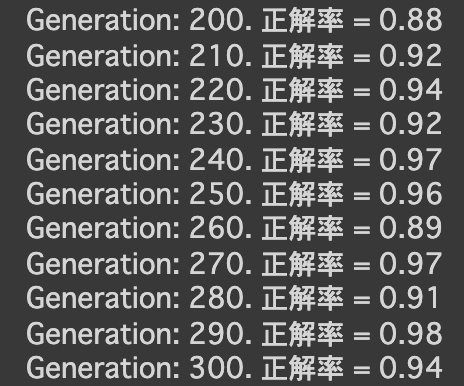 Generation: 200. 正解率 = 0.88
Generation: 210. 正解率 = 0.92
Generation: 220. 正解率 = 0.94
Generation: 230. 正解率 = 0.92
Generation: 240. 正解率 = 0.97
Generation: 250. 正解率 = 0.96
Generation: 260. 正解率 = 0.89
Generation: 270. 正解率 = 0.97
Generation: 280. 正解率 = 0.91
Generation: 290. 正解率 = 0.98
Generation: 300. 正解率 = 0.94